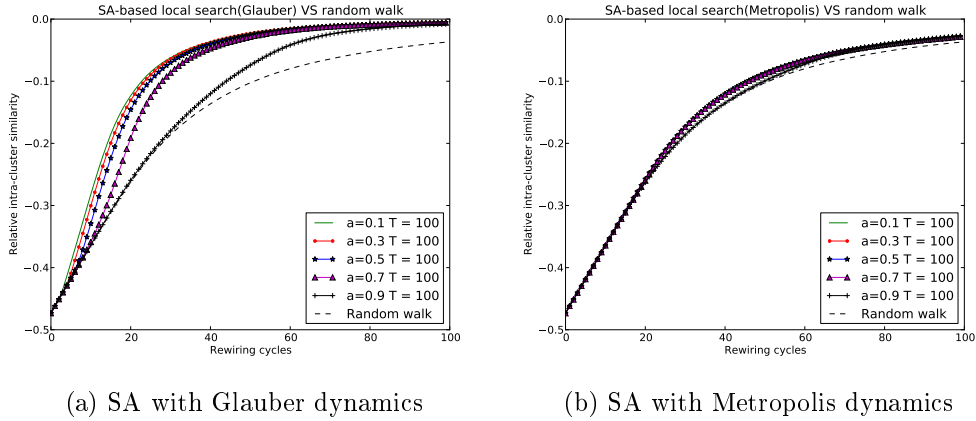 SA-based local search(Glauber) VS random walk
0.0
−0.1
−0.2
−0.3
−0.4
−0.5
Relative intra-cluster similarity
a=0.1 T = 100
a=0.3 T = 100
a=0.5 T = 100
a=0.7 T = 100
a=0.9 T = 100
Random walk
0 20 40 60 80 100
Rewiring cycles
(a) SA with Glauber dynamics
SA-based local search(Metropolis) VS random walk
0.0
−0.1
−0.2
−0.3
−0.4
−0.5
Relative intra-cluster similarity
a=0.1 T = 100
a=0.3 T = 100
a=0.5 T = 100
a=0.7 T = 100
a=0.9 T = 100
Random walk
0 20 40 60 80 100
Rewiring cycles
(b) SA with Metropolis dynamics